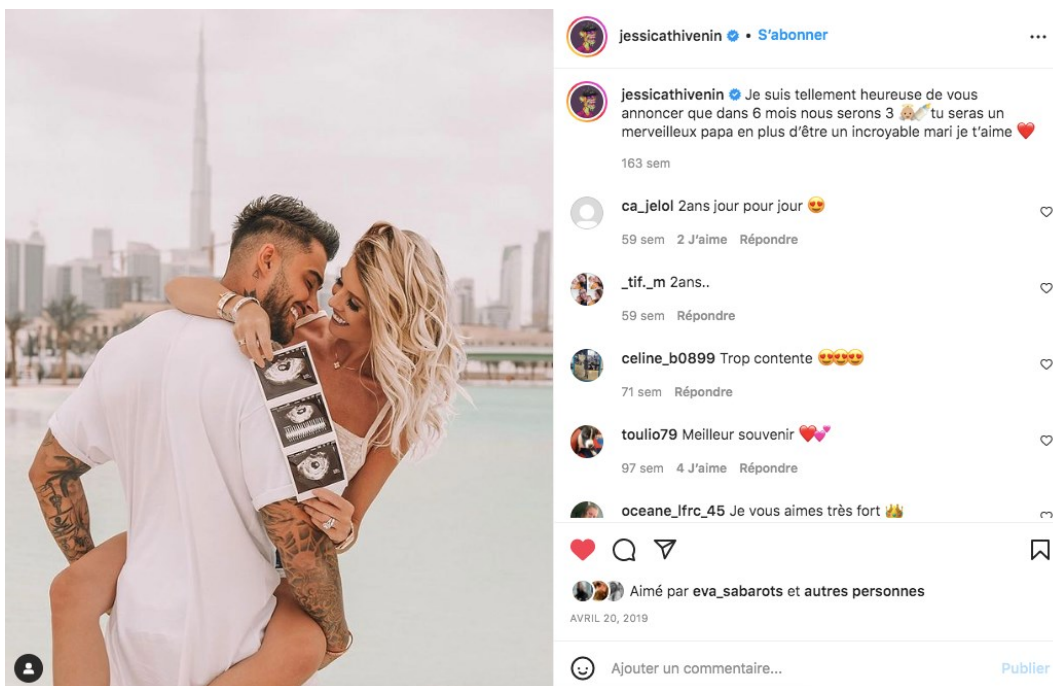 jessicathivenin • S'abonner
jessicathivenin Je suis tellement heureuse de vous
annoncer que dans 6 mois nous serons 3 👼🏼🍼tu seras un
merveilleux papa en plus d'être un incroyable mari je t'aime ❤️
163 sem
ca_jelol 2ans jour pour jour 😍
59 sem 2 J'aime Répondre
_tif._m 2ans..
59 sem Répondre
celine_b0899 Trop contente 😍😍😍😍
71 sem Répondre
toulio79 Meilleur souvenir ❤️💕
97 sem 4 J'aime Répondre
oceane_lfrc_45 Je vous aimes très fort 👑
Aimé par eva_sabarots et autres personnes
AVRIL 20, 2019
Ajouter un commentaire...
Publier